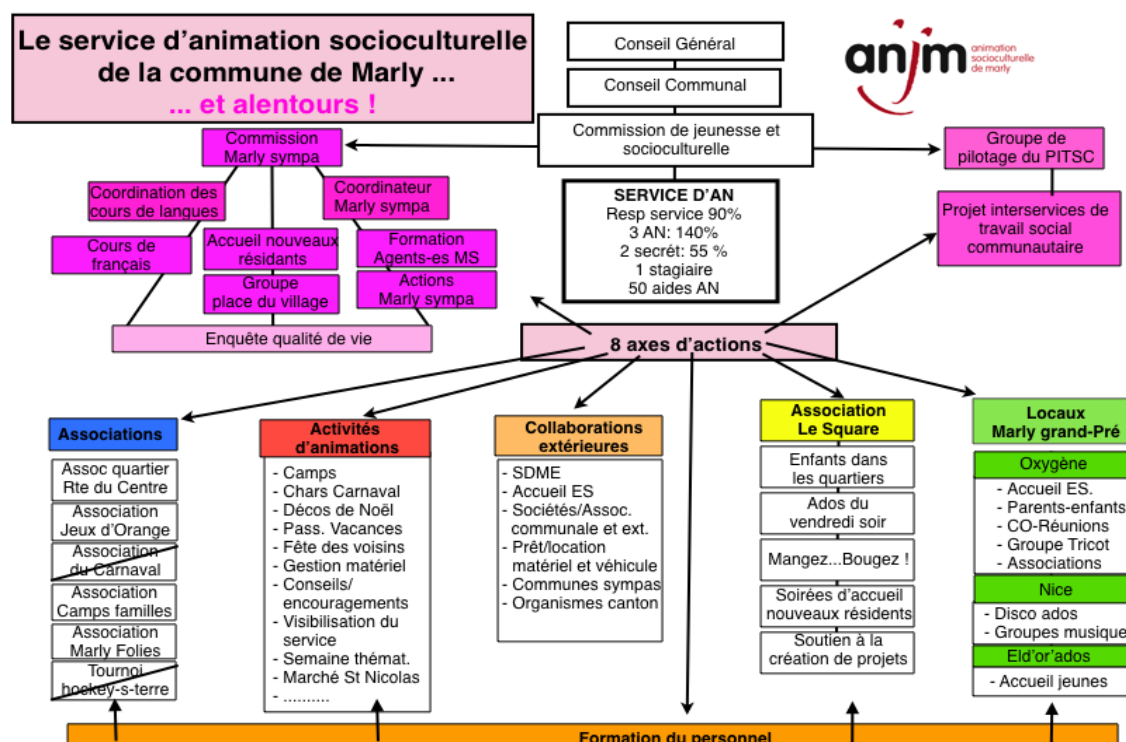 Le service d'animation socioculturelle
de la commune de Marly ...
... et alentours !
Conseil Général
Conseil Communal
Commission de jeunesse et
socioculturelle
anim
animation
socioculturelle
de marly
Groupe de
pilotage du PITSC
Projet interservices de
travail social
communautaire
Commission
Marly sympa
Coordination des
cours de langues
Coordinateur
Marly sympa
Cours de
français
Accueil nouveaux
résidants
Formation
Agents-es MS
Groupe
place du village
Actions
Marly sympa
Enquête qualité de vie
SERVICE D'AN
Resp service 90%
3 AN: 140%
2 secrét: 55 %
1 stagiaire
50 aides AN
8 axes d'actions
Associations
Assoc quartier
Rte du Centre
Association
Jeux d'Orange
Association
du Carnaval
Association
Camps familles
Association
Marly Folies
Tournoi
hockey-s-terre
Activités
d'animations
- Camps
- Chars Carnaval
- Décos de Noël
- Pass. Vacances
- Fête des voisins
- Gestion matériel
- Conseils/
encouragements
- Visibilisation du
service
- Semaine thémat.
- Marché St Nicolas
- ..........
Collaborations
extérieures
- SDME
- Accueil ES
- Sociétés/Assoc.
communale et ext.
- Prêt/location
matériel et véhicule
- Communes sympas
- Organismes canton
Association
Le Square
Enfants dans
les quartiers
Ados du
vendredi soir
Mangez...Bougez !
Soirées d'accueil
nouveaux résidents
Soutien à la
création de projets
Locaux
Marly grand-Pré
Oxygène
- Accueil ES.
- Parents-enfants
- CO-Réunions
- Groupe Tricot
- Associations
Nice
- Disco ados
- Groupes musique
Eld'or'ados
- Accueil jeunes
Formation du personnel